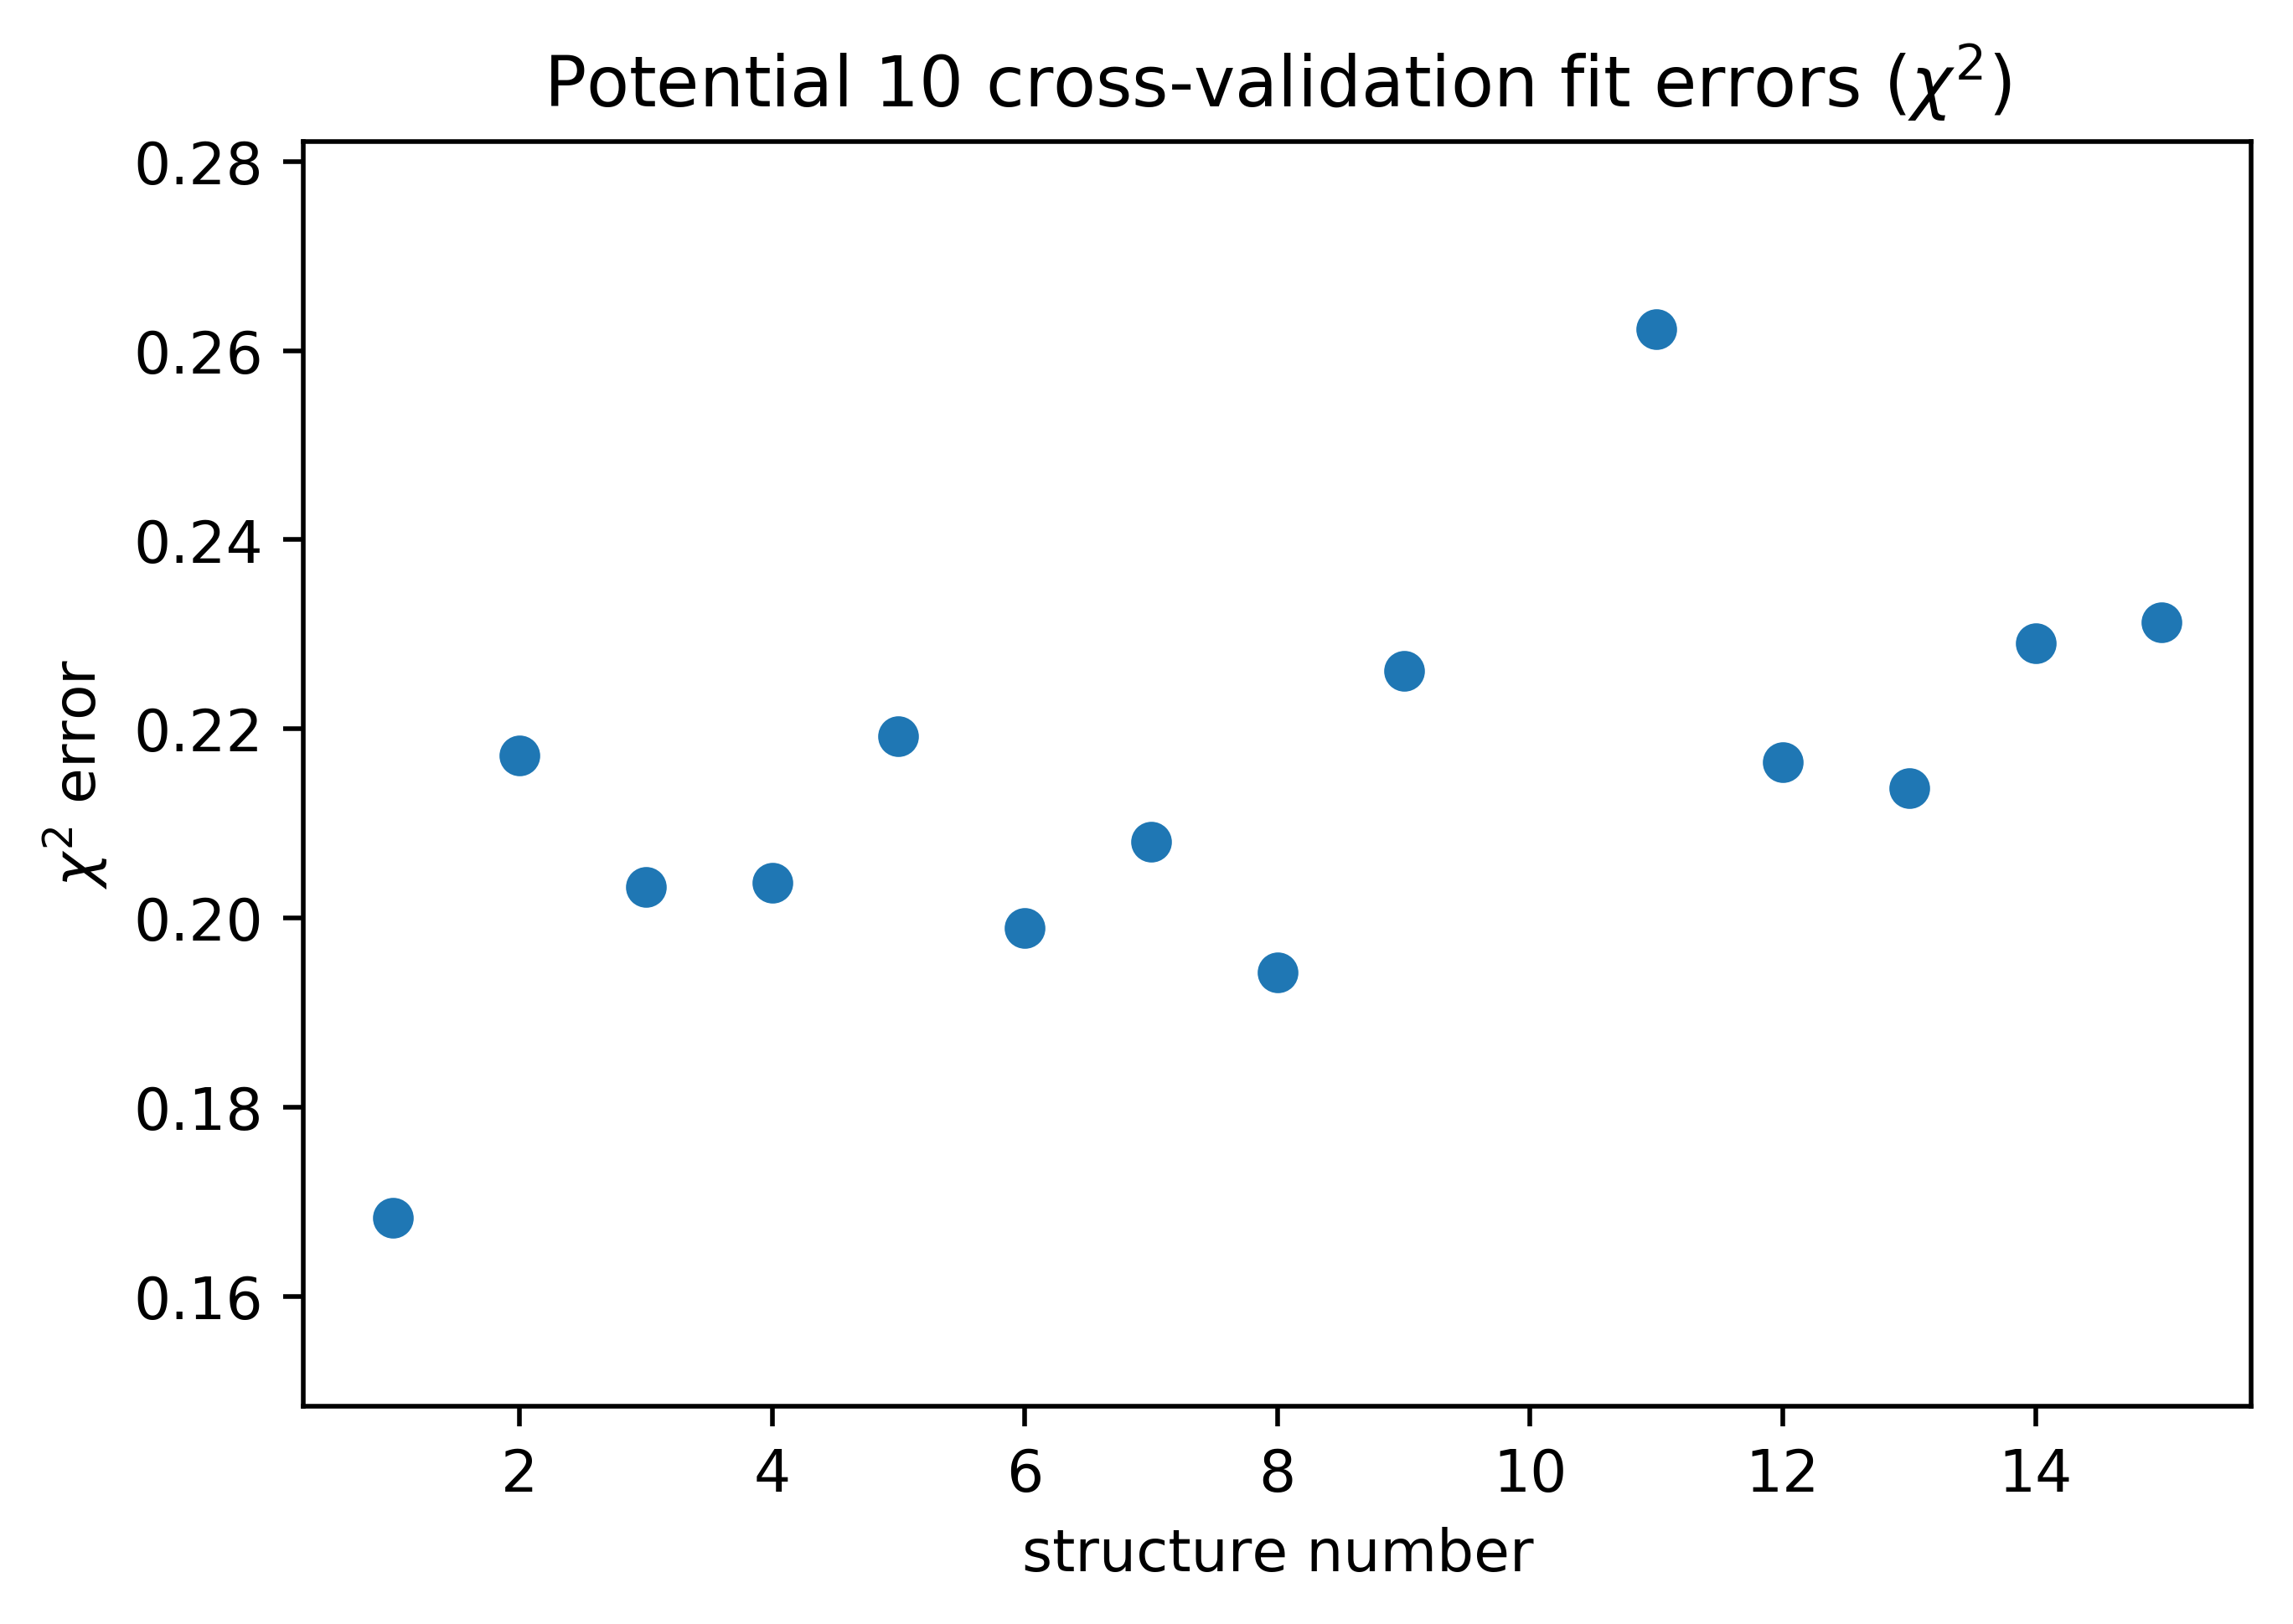 Potential 10 cross-validation fit errors (χ²)
0.28
0.26
0.24
0.22
0.20
0.18
0.16
χ² error
2 4 6 8 10 12 14
structure number